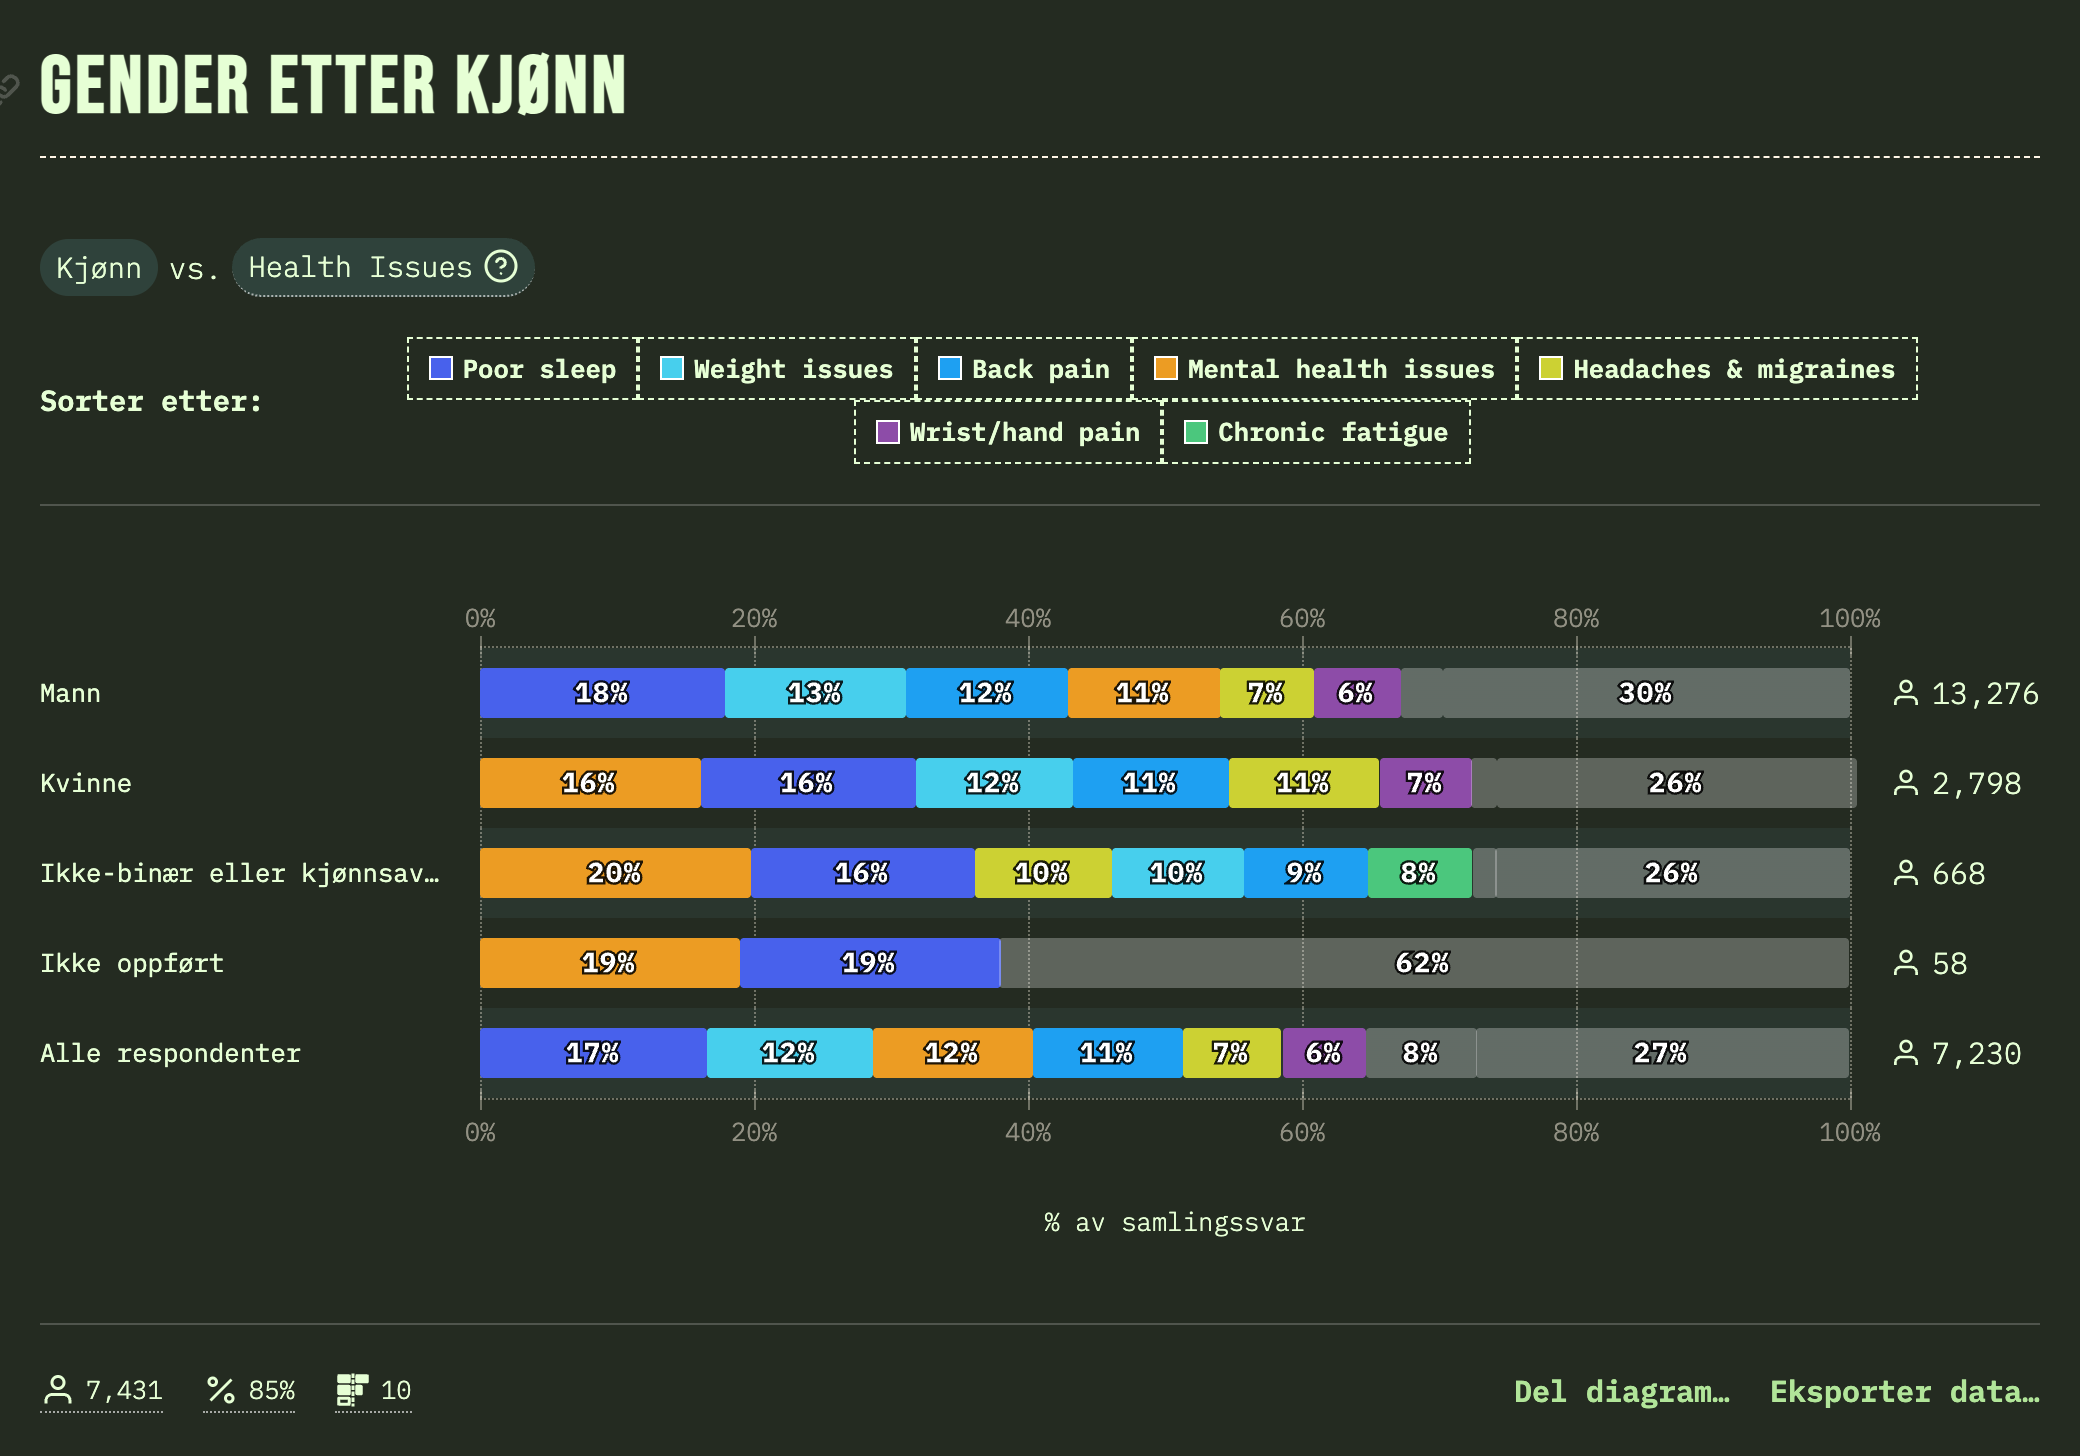 GENDER ETTER KJØNN
Kjønn vs. Health Issues ?
Poor sleep Weight issues Back pain Mental health issues Headaches & migraines
Sorter etter:
Wrist/hand pain Chronic fatigue
0% 20% 40% 60% 80% 100%
Mann 18% 13% 12% 11% 7% 6% 30% 13,276
Kvinne 16% 16% 12% 11% 11% 7% 26% 2,798
Ikke-binær eller kjønnsav… 20% 16% 10% 10% 9% 8% 26% 668
Ikke oppført 19% 19% 62% 58
Alle respondenter 17% 12% 12% 11% 7% 6% 8% 27% 7,230
0% 20% 40% 60% 80% 100%
% av samlingssvar
7,431 85% 10 Del diagram… Eksporter data…